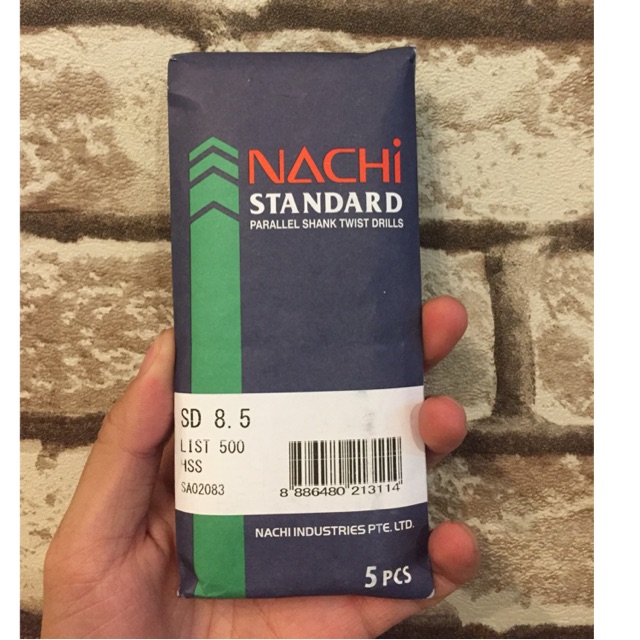 NACHi
STANDARD
PARALLEL SHANK TWIST DRILLS
SD 8.5
LIST 500
HSS
SA02083
8 886480 213114
NACHI INDUSTRIES PTE. LTD.
5 PCS